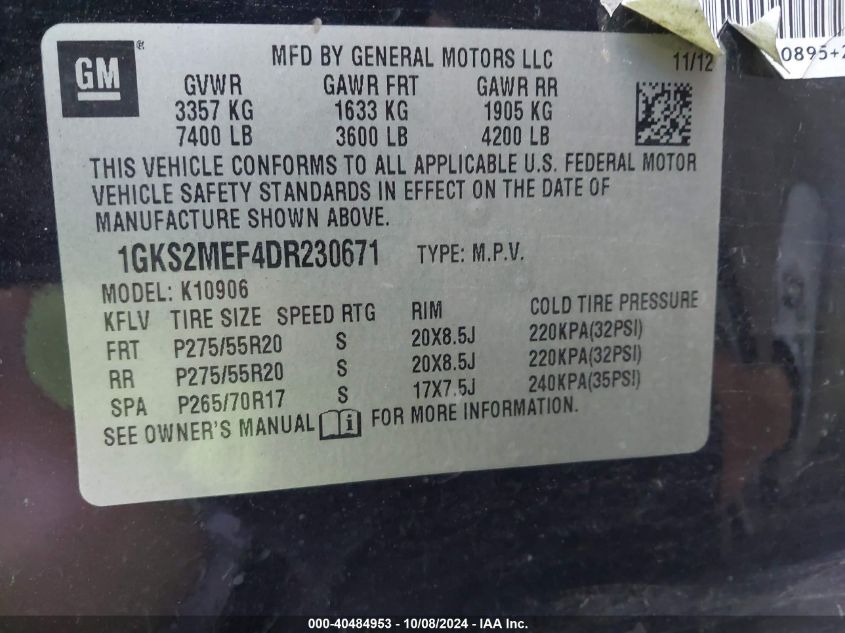 0895+2
GM®
MFD BY GENERAL MOTORS LLC 11/12
GVWR GAWR FRT GAWR RR
3357 KG 1633 KG 1905 KG
7400 LB 3600 LB 4200 LB
THIS VEHICLE CONFORMS TO ALL APPLICABLE U.S. FEDERAL MOTOR
VEHICLE SAFETY STANDARDS IN EFFECT ON THE DATE OF
MANUFACTURE SHOWN ABOVE.
1GKS2MEF4DR230671 TYPE: M.P.V.
MODEL: K10906
KFLV TIRE SIZE SPEED RTG RIM COLD TIRE PRESSURE
FRT P275/55R20 S 20X8.5J 220KPA(32PSI)
RR P275/55R20 S 20X8.5J 220KPA(32PSI)
SPA P265/70R17 S 17X7.5J 240KPA(35PSI)
SEE OWNER'S MANUAL FOR MORE INFORMATION.
000-40484953 - 10/08/2024 - IAA Inc.